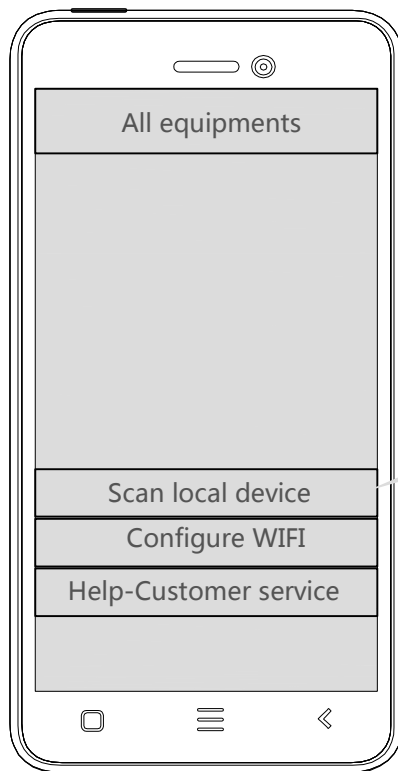 All equipments
Scan local device
Configure WIFI
Help-Customer service